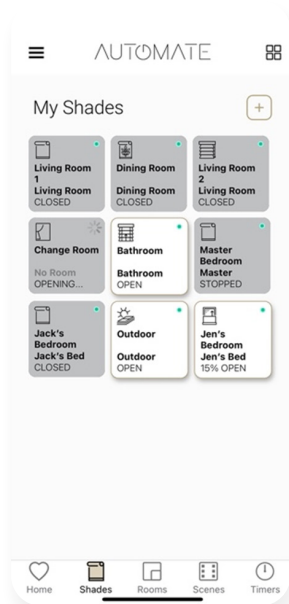 AUTOMATE
My Shades
+
Living Room
1
Living Room
CLOSED
Dining Room
Dining Room
CLOSED
Living Room
2
Living Room
CLOSED
Change Room
No Room
OPENING...
Bathroom
Bathroom
OPEN
Master
Bedroom
Master
STOPPED
Jack's
Bedroom
Jack's Bed
CLOSED
Outdoor
Outdoor
OPEN
Jen's
Bedroom
Jen's Bed
15% OPEN
Home
Shades
Rooms
Scenes
Timers